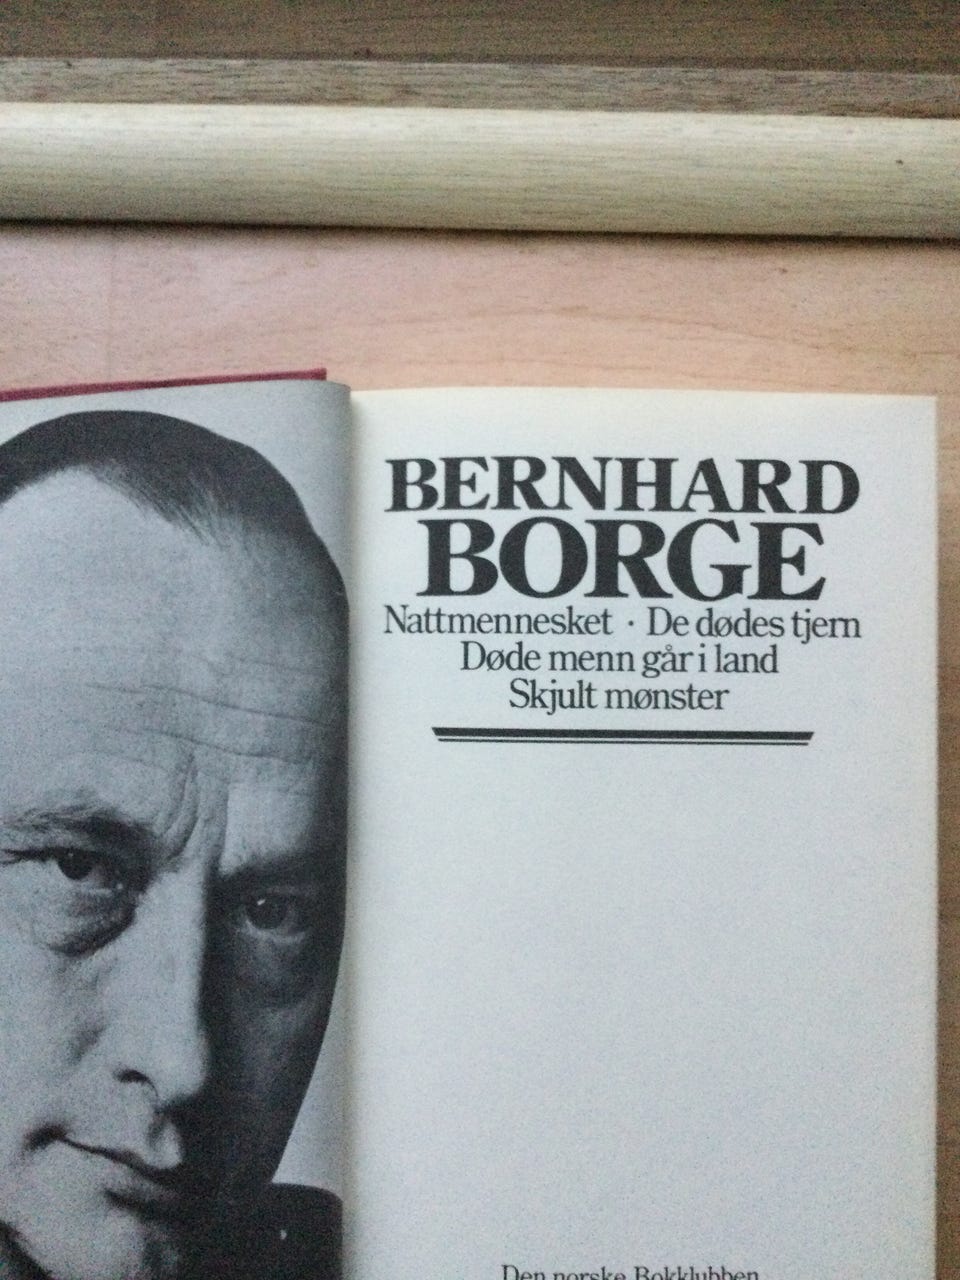 BERNHARD
BORGE
Nattmennesket · De dødes tjern
Døde menn går i land
Skjult mønster
Den norske Bokklubben